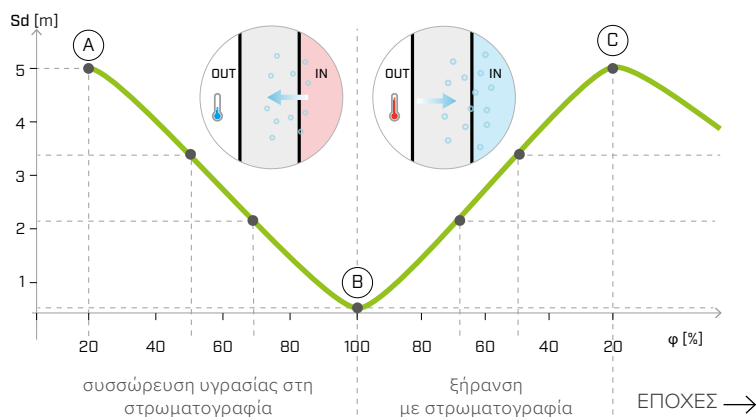 Sd [m]
A
OUT
IN
OUT
IN
C
5
4
3
2
1
B
20
40
60
80
100
80
60
40
20
φ [%]
συσσώρευση υγρασίας στη
στρωματογραφία
ξήρανση
με στρωματογραφία
ΕΠΟΧΕΣ